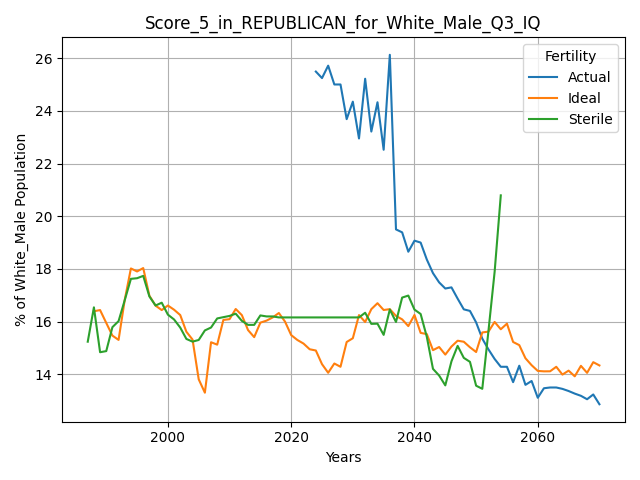 Score_5_in_REPUBLICAN_for_White_Male_Q3_IQ
Fertility
Actual
Ideal
Sterile
% of White_Male Population
26
24
22
20
18
16
14
2000
2020
2040
2060
Years